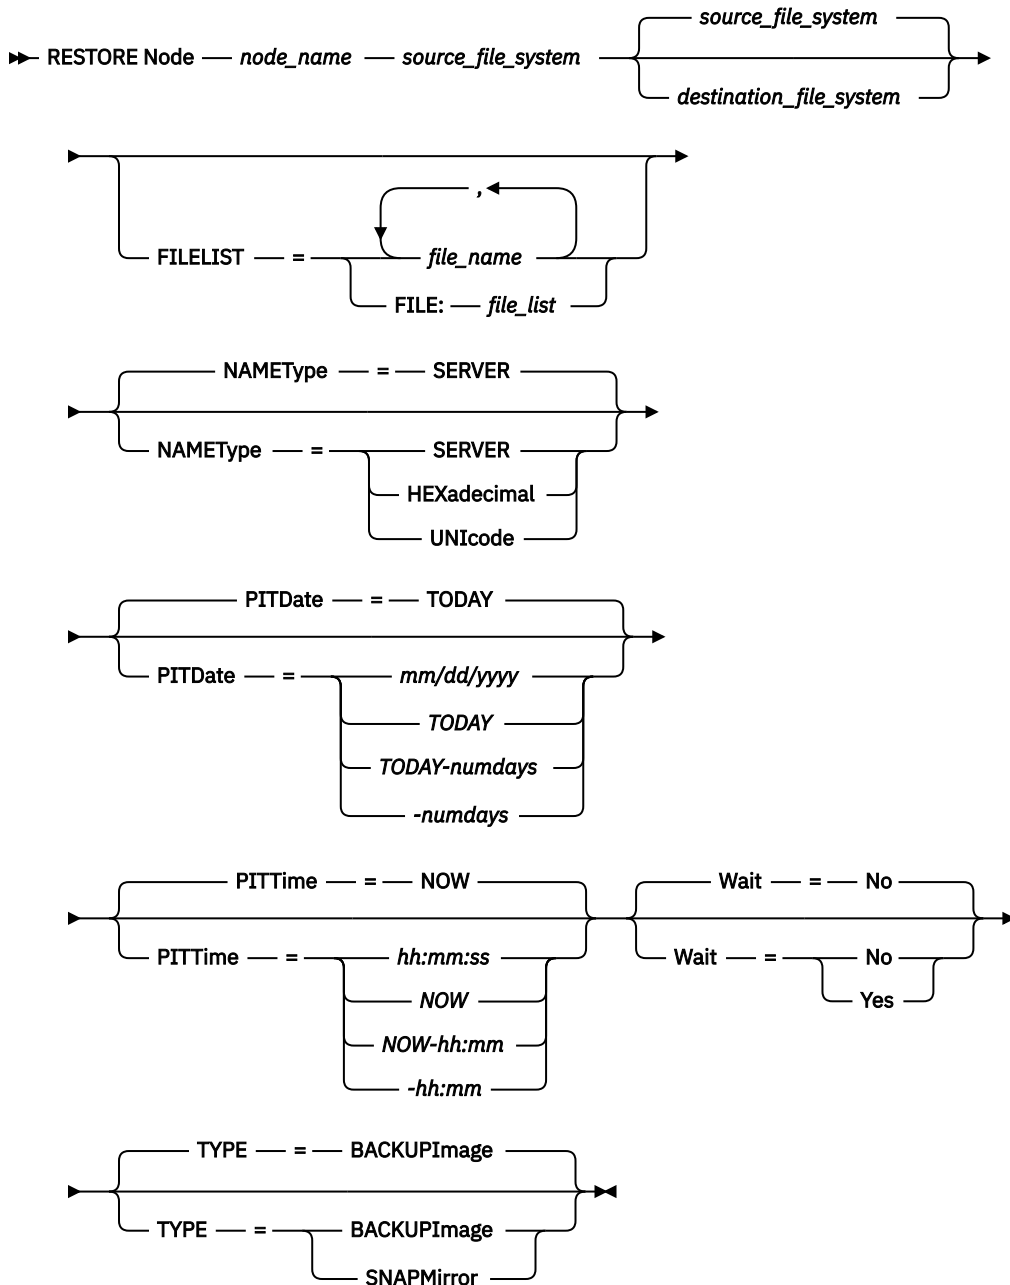 source_file_system
RESTORE Node node_name source_file_system
destination_file_system
,
FILELIST = file_name
FILE: file_list
NAMEType = SERVER
NAMEType = SERVER
HEXadecimal
UNIcode
PITDate = TODAY
PITDate = mm/dd/yyyy
TODAY
TODAY-numdays
-numdays
PITTime = NOW Wait = No
PITTime = hh:mm:ss Wait = No
NOW Yes
NOW-hh:mm
-hh:mm
TYPE = BACKUPImage
TYPE = BACKUPImage
SNAPMirror